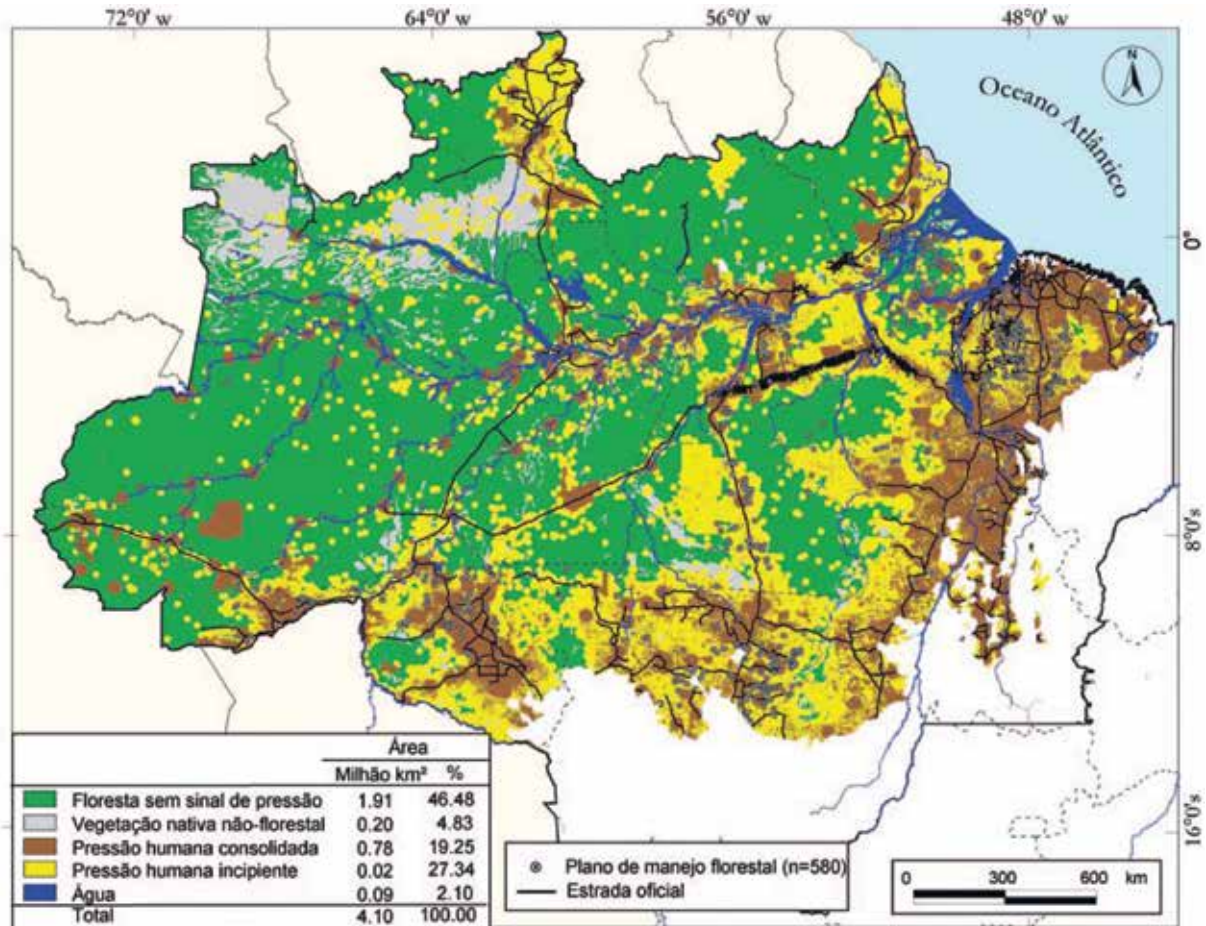 72°0' w 64°0' w 56°0' w 48°0' w
N
Oceano Atlântico
0°
8°0's
16°0's
Área
Milhão km² %
Floresta sem sinal de pressão 1.91 46.48
Vegetação nativa não-florestal 0.20 4.83
Pressão humana consolidada 0.78 19.25
Pressão humana incipiente 0.02 27.34
Água 0.09 2.10
Total 4.10 100.00
Plano de manejo florestal (n=580)
Estrada oficial
0 300 600 km